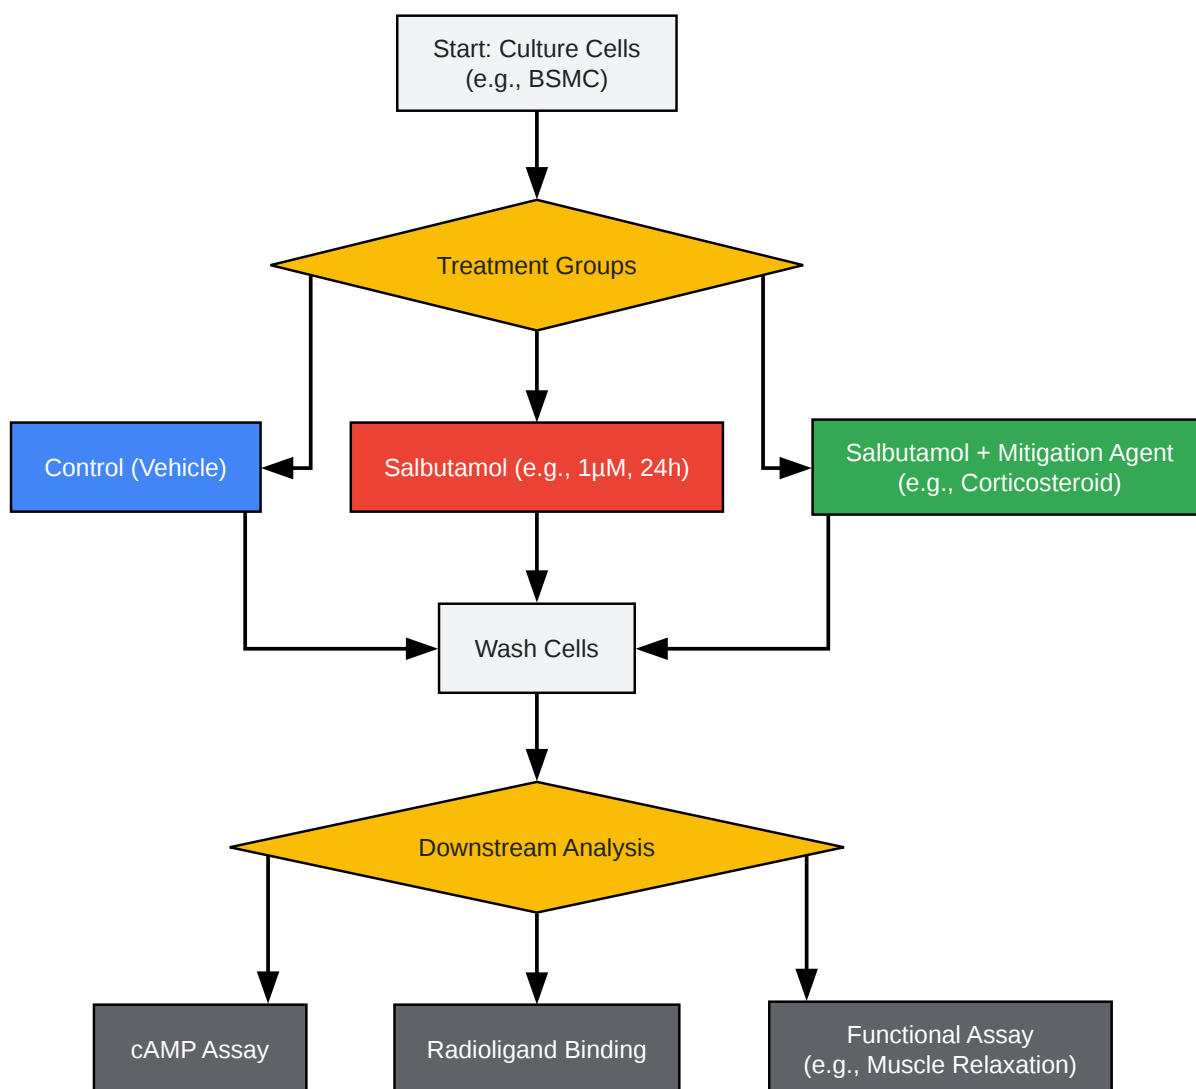 Start: Culture Cells
(e.g., BSMC)
Treatment Groups
Control (Vehicle)
Salbutamol (e.g., 1µM, 24h)
Salbutamol + Mitigation Agent
(e.g., Corticosteroid)
Wash Cells
Downstream Analysis
cAMP Assay
Radioligand Binding
Functional Assay
(e.g., Muscle Relaxation)